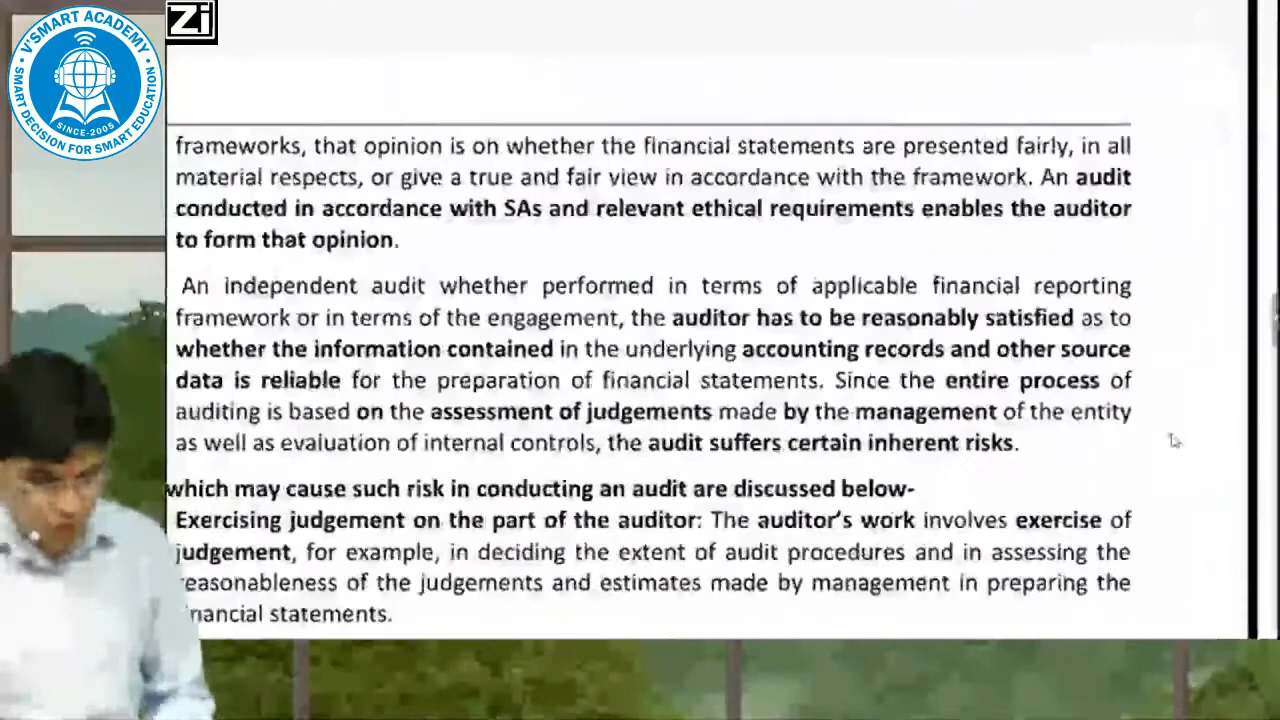 V'SMART ACADEMY
SMART DECISION FOR SMART EDUCATION
SINCE-2005
Zi
frameworks, that opinion is on whether the financial statements are presented fairly, in all
material respects, or give a true and fair view in accordance with the framework. An audit
conducted in accordance with SAs and relevant ethical requirements enables the auditor
to form that opinion.
An independent audit whether performed in terms of applicable financial reporting
framework or in terms of the engagement, the auditor has to be reasonably satisfied as to
whether the information contained in the underlying accounting records and other source
data is reliable for the preparation of financial statements. Since the entire process of
auditing is based on the assessment of judgements made by the management of the entity
as well as evaluation of internal controls, the audit suffers certain inherent risks.
which may cause such risk in conducting an audit are discussed below-
Exercising judgement on the part of the auditor: The auditor's work involves exercise of
judgement, for example, in deciding the extent of audit procedures and in assessing the
reasonableness of the judgements and estimates made by management in preparing the
nancial statements.